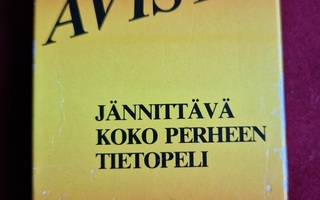 JÄNNITTÄVÄ
KOKO PERHEEN
TIETOPELI